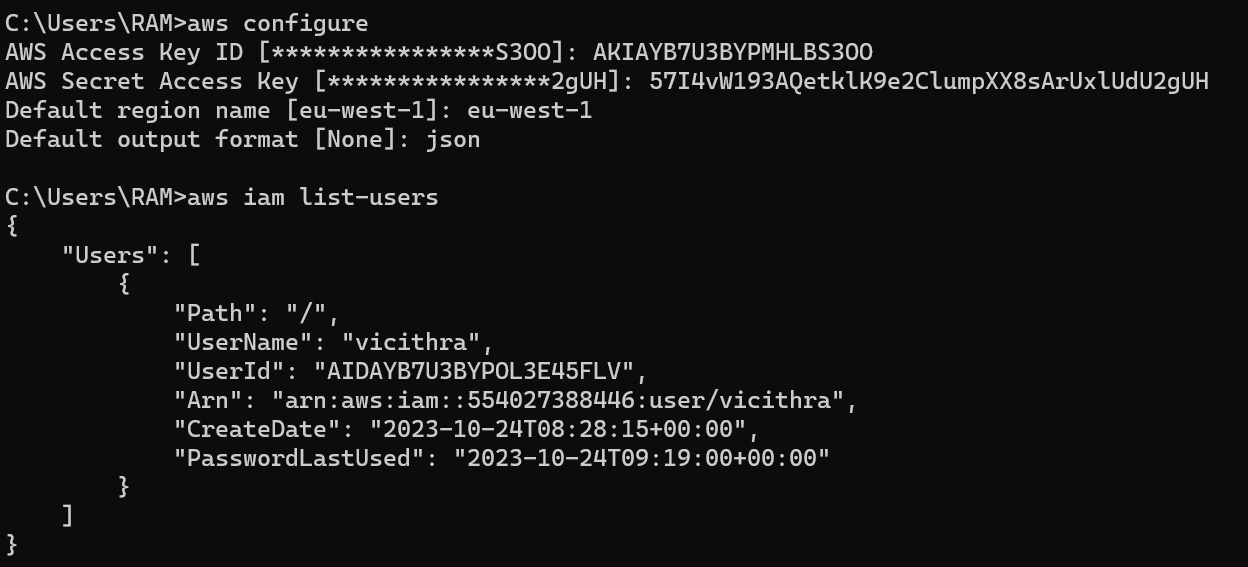 C:\Users\RAM>aws configure
AWS Access Key ID [****************S3OO]: AKIAYB7U3BYPMHLBS3OO
AWS Secret Access Key [****************2gUH]: 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
Default region name [eu-west-1]: eu-west-1
Default output format [None]: json
C:\Users\RAM>aws iam list-users
{
    "Users": [
        {
            "Path": "/",
            "UserName": "vicithra",
            "UserId": "AIDAYB7U3BYPOL3E45FLV",
            "Arn": "arn:aws:iam::554027388446:user/vicithra",
            "CreateDate": "2023-10-24T08:28:15+00:00",
            "PasswordLastUsed": "2023-10-24T09:19:00+00:00"
        }
    ]
}